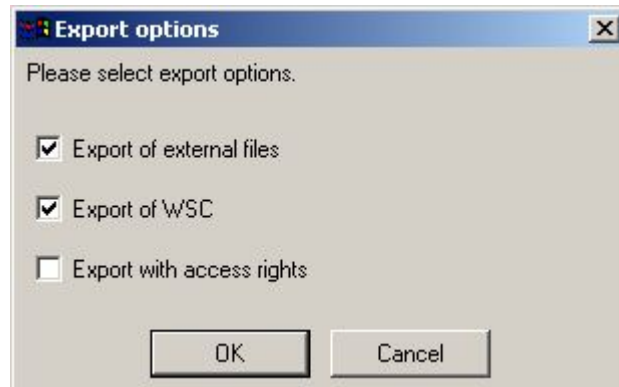 Export options
Please select export options.
Export of external files
Export of WSC
Export with access rights
OK Cancel